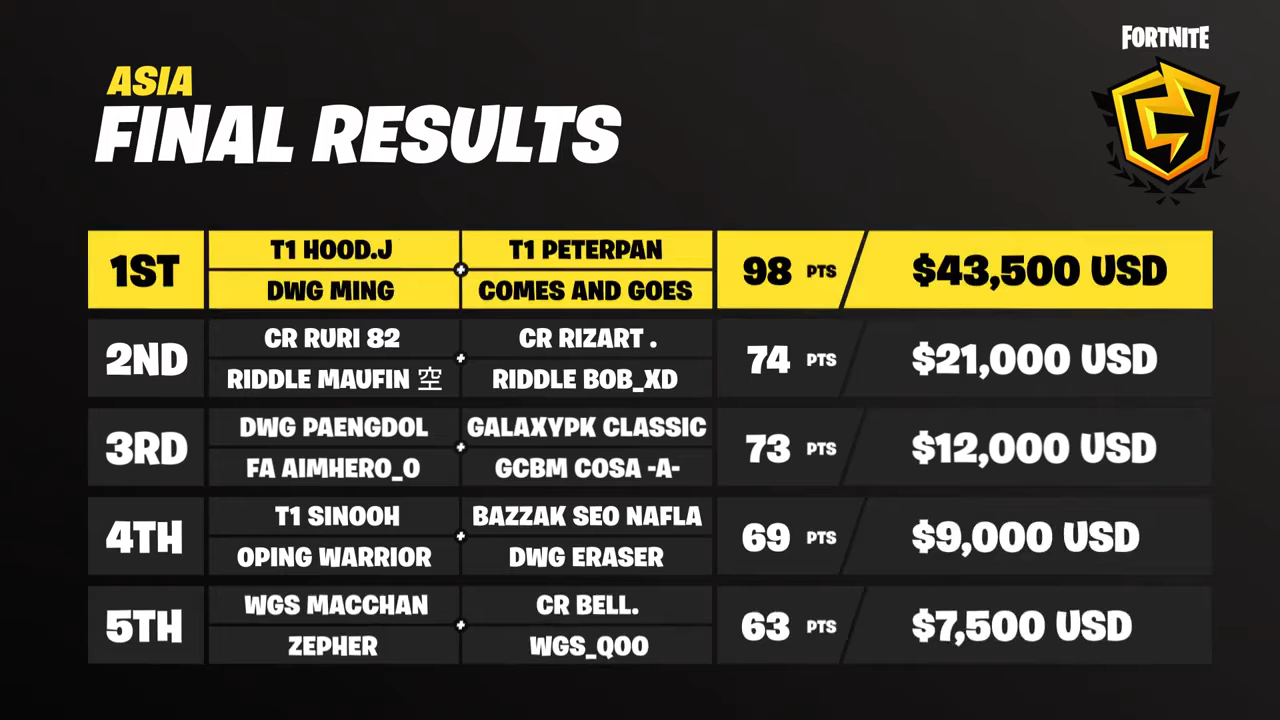 FORTNITE
ASIA
FINAL RESULTS
1ST
T1 HOOD.J
T1 PETERPAN
DWG MING
COMES AND GOES
98 PTS
$43,500 USD
2ND
CR RURI 82
CR RIZART .
RIDDLE MAUFIN 空
RIDDLE BOB_XD
74 PTS
$21,000 USD
3RD
DWG PAENGDOL
GALAXYPK CLASSIC
FA AIMHERO_O
GCBM COSA -A-
73 PTS
$12,000 USD
4TH
T1 SINOOH
BAZZAK SEO NAFLA
OPING WARRIOR
DWG ERASER
69 PTS
$9,000 USD
5TH
WGS MACCHAN
CR BELL.
ZEPHER
WGS_QOO
63 PTS
$7,500 USD